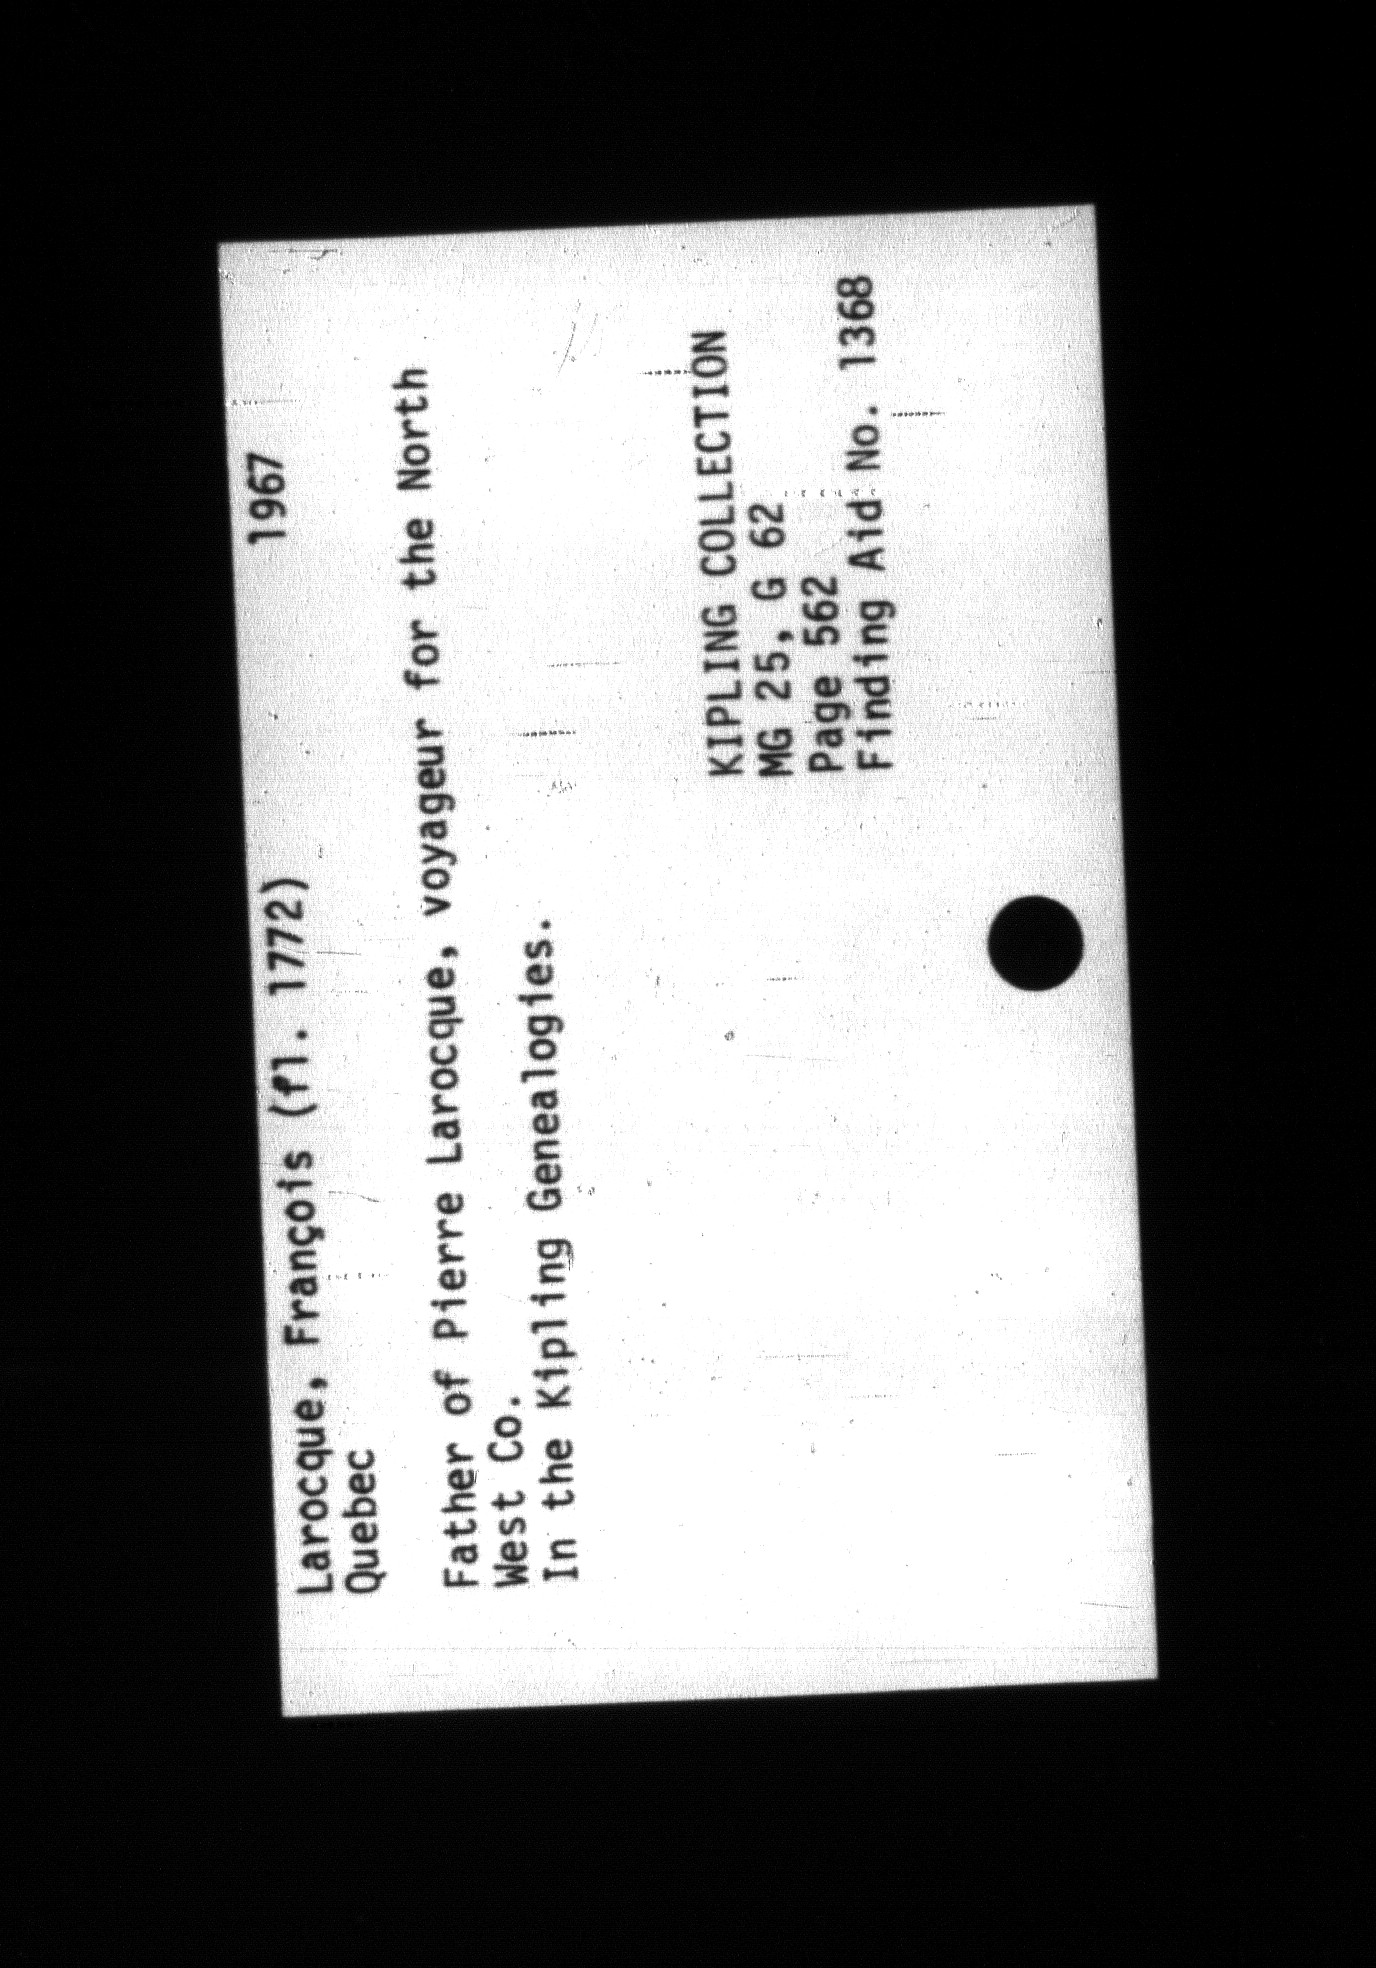 Larocque, François (fl. 1772) 1967
Quebec
Father of Pierre Larocque, voyageur for the North
West Co.
In the Kipling Genealogies.
KIPLING COLLECTION
MG 25, G 62
Page 562
Finding Aid No. 1368